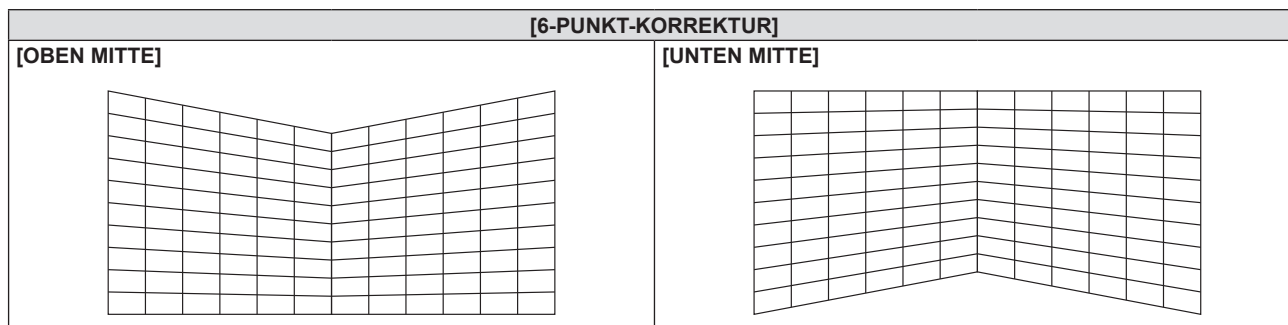 [6-PUNKT-KORREKTUR]
[OBEN MITTE]
[UNTEN MITTE]